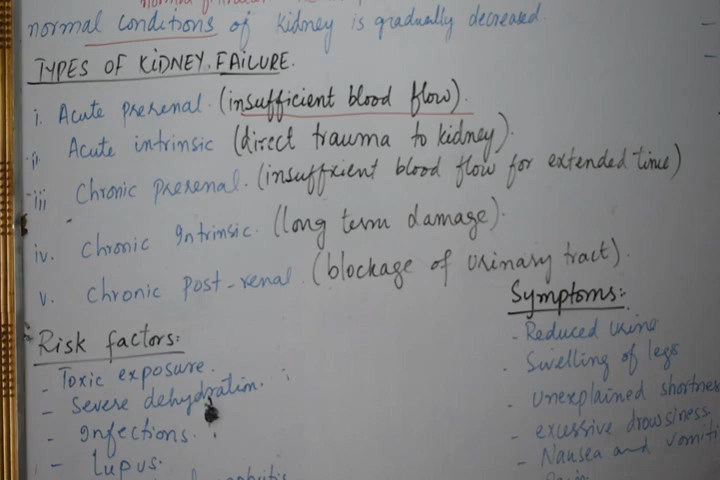 normal conditions of kidney is gradually decreased.
TYPES OF KIDNEY FAILURE.
i. Acute prerenal. (insufficient blood flow).
ii Acute intrinsic (direct trauma to kidney).
iii Chronic prerenal. (insuffxient blood flow for extended time)
iv. Chronic Intrinsic. (long term damage).
v. Chronic Post-renal. (blockage of urinary tract).
Risk factors:
- Toxic exposure.
- Severe dehydration.
- Infections.
- Lupus.
Symptoms:
- Reduced urine
- Swelling of legs
- Unexplained shortnes
- excessive drowsiness
- Nausea and vomiti